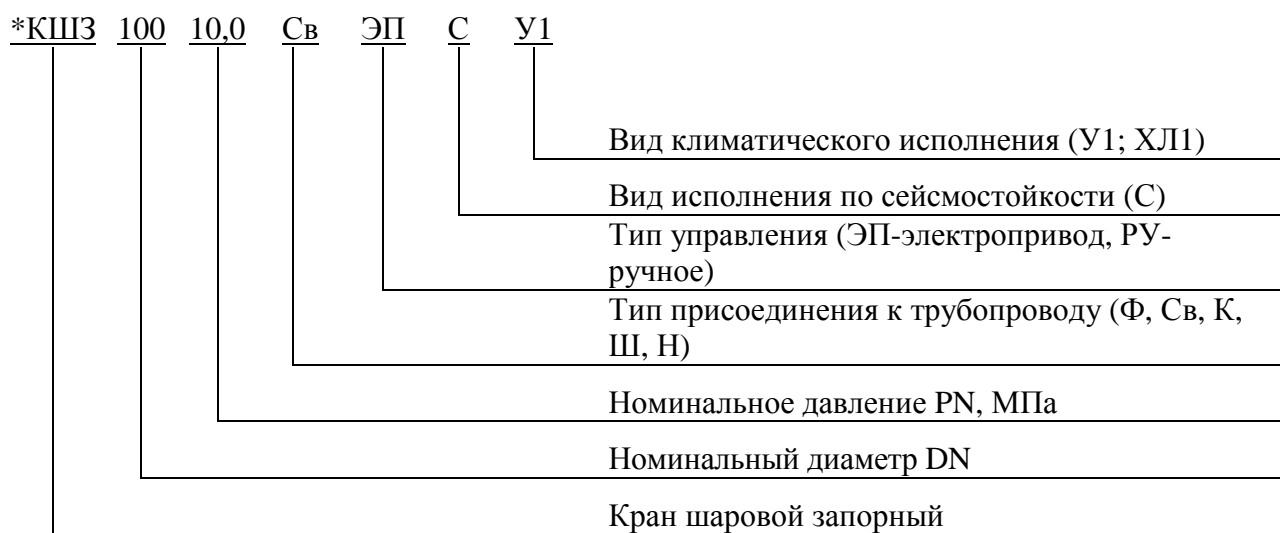 *КШЗ 100 10,0 Св ЭП С У1
Вид климатического исполнения (У1; ХЛ1)
Вид исполнения по сейсмостойкости (С)
Тип управления (ЭП-электропривод, РУ-
ручное)
Тип присоединения к трубопроводу (Ф, Св, К,
Ш, Н)
Номинальное давление PN, МПа
Номинальный диаметр DN
Кран шаровой запорный